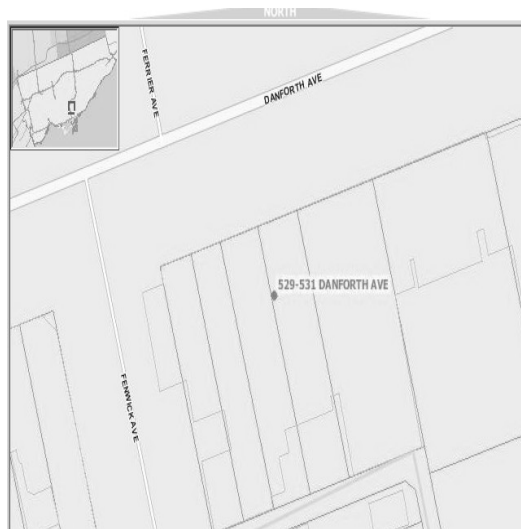 NORTH
FERRIER AVE
DANFORTH AVE
529-531 DANFORTH AVE
FENWICK AVE